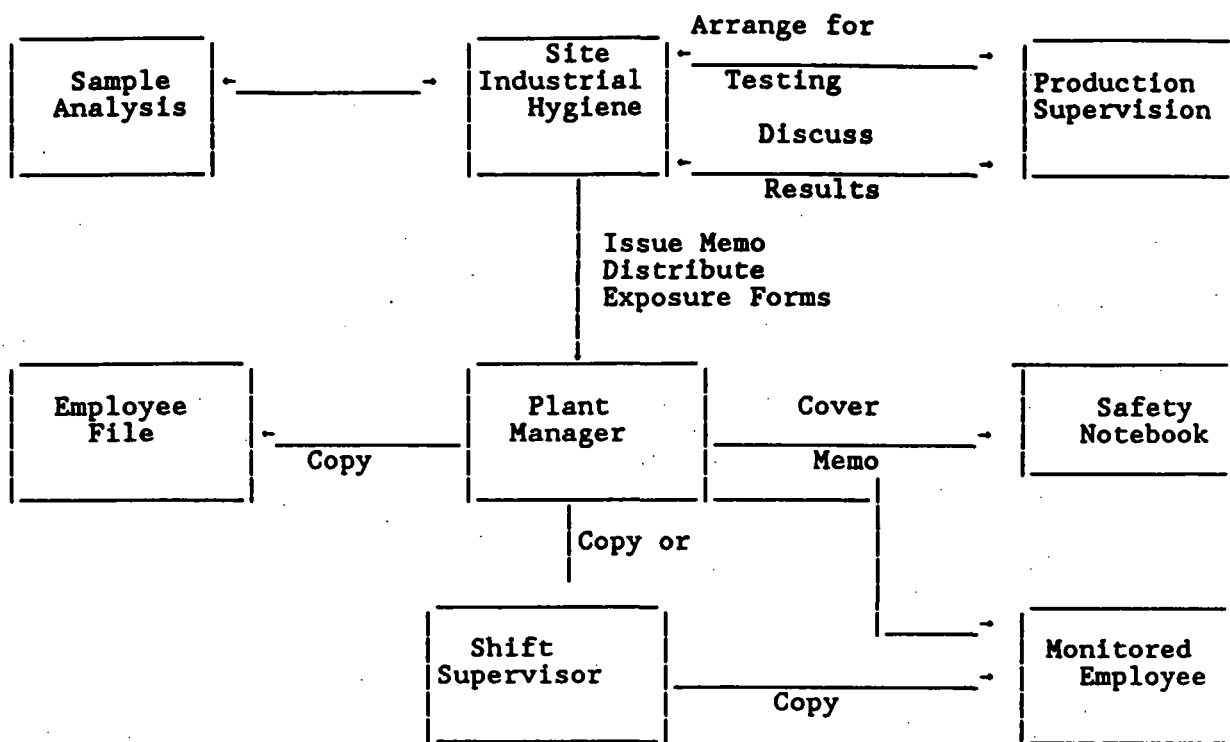 Sample
Analysis
Site
Industrial
Hygiene
Arrange for
Testing
Discuss
Results
Production
Supervision
Issue Memo
Distribute
Exposure Forms
Employee
File
Copy
Plant
Manager
Cover
Memo
Safety
Notebook
Copy or
Shift
Supervisor
Copy
Monitored
Employee